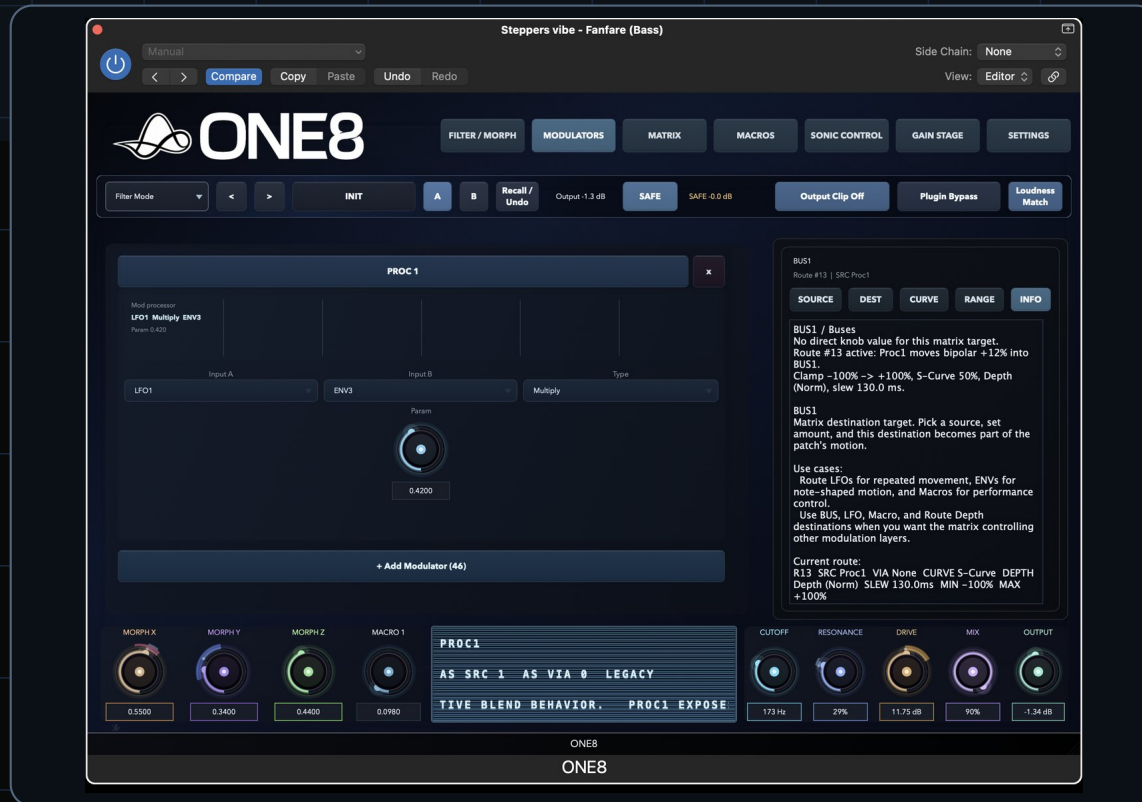 Steppers vibe - Fanfare (Bass)
Manual
Side Chain: None
< > Compare Copy Paste Undo Redo
View: Editor
ONE8
FILTER / MORPH MODULATORS MATRIX MACROS SONIC CONTROL GAIN STAGE SETTINGS
Filter Mode < > INIT A B Recall / Undo Output -1.3 dB SAFE SAFE -0.0 dB Output Clip Off Plugin Bypass Loudness Match
PROC 1 x
Mod processor
LFO1 Multiply ENV3
Param 0.420
Input A Input B Type
LFO1 ENV3 Multiply
Param
0.4200
+ Add Modulator (46)
BUS1
Route #13 | SRC Proc1
SOURCE DEST CURVE RANGE INFO
BUS1 / Buses
No direct knob value for this matrix target.
Route #13 active: Proc1 moves bipolar +12% into
BUS1.
Clamp -100% -> +100%, S-Curve 50%, Depth
(Norm), slew 130.0 ms.
BUS1
Matrix destination target. Pick a source, set
amount, and this destination becomes part of the
patch's motion.
Use cases:
Route LFOs for repeated movement, ENVs for
note-shaped motion, and Macros for performance
control.
Use BUS, LFO, Macro, and Route Depth
destinations when you want the matrix controlling
other modulation layers.
Current route:
R13 SRC Proc1 VIA None CURVE S-Curve DEPTH
Depth (Norm) SLEW 130.0ms MIN -100% MAX
+100%
MORPH X MORPH Y MORPH Z MACRO 1
0.5500 0.3400 0.4400 0.0980
PROC1
AS SRC 1 AS VIA 0 LEGACY
TIVE BLEND BEHAVIOR. PROC1 EXPOSE
CUTOFF RESONANCE DRIVE MIX OUTPUT
173 Hz 29% 11.75 dB 90% -1.34 dB
ONE8
ONE8